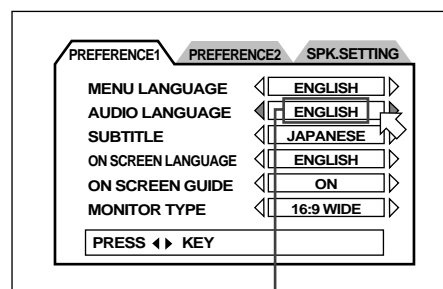 PREFERENCE1 PREFERENCE2 SPK.SETTING
MENU LANGUAGE ENGLISH
AUDIO LANGUAGE ENGLISH
SUBTITLE JAPANESE
ON SCREEN LANGUAGE ENGLISH
ON SCREEN GUIDE ON
MONITOR TYPE 16:9 WIDE
PRESS KEY